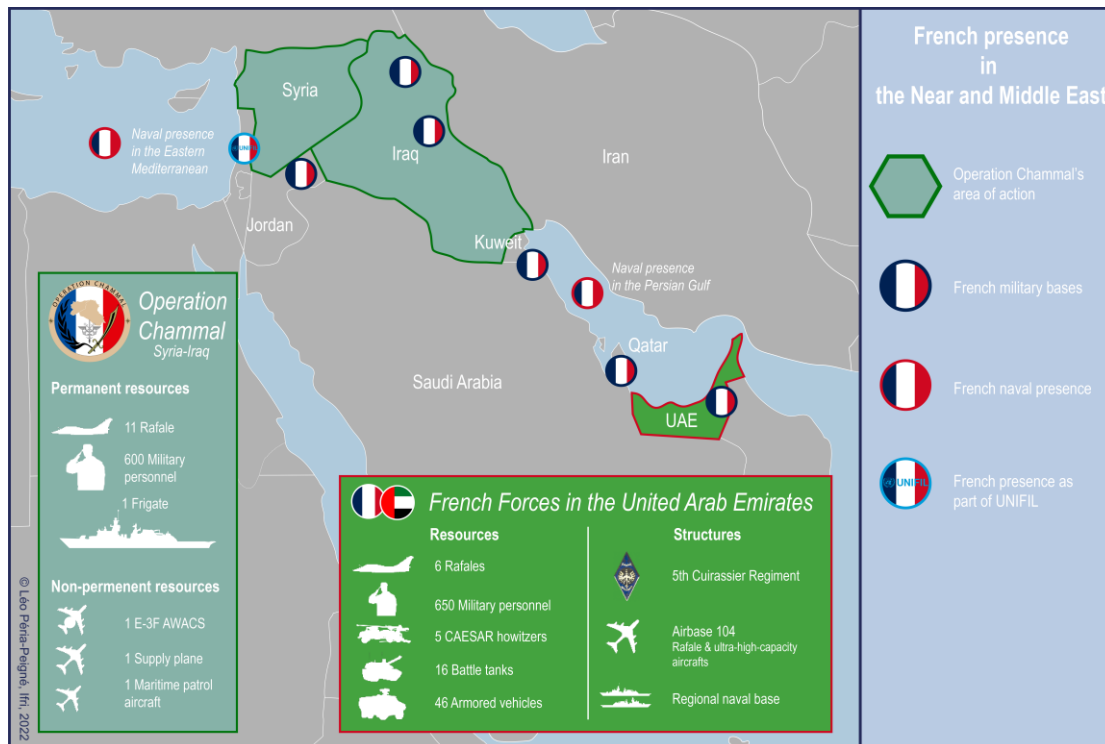 French presence
in
the Near and Middle East
Operation Chammal's
area of action
French military bases
French naval presence
UNIFIL
French presence as
part of UNIFIL
Syria
Iraq
Iran
Naval presence
in the Eastern
Mediterranean
UNIFIL
Jordan
Kuweit
Naval presence
in the Persian Gulf
Qatar
Saudi Arabia
UAE
OPERATION CHAMMAL
Operation
Chammal
Syria-Iraq
Permanent resources
11 Rafale
600 Military
personnel
1 Frigate
Non-permenent resources
1 E-3F AWACS
1 Supply plane
1 Maritime patrol
aircraft
French Forces in the United Arab Emirates
Resources
6 Rafales
650 Military personnel
5 CAESAR howitzers
16 Battle tanks
46 Armored vehicles
Structures
5th Cuirassier Regiment
Airbase 104
Rafale & ultra-high-capacity
aircrafts
Regional naval base
© Léo Péria-Peigné, Ifri, 2022